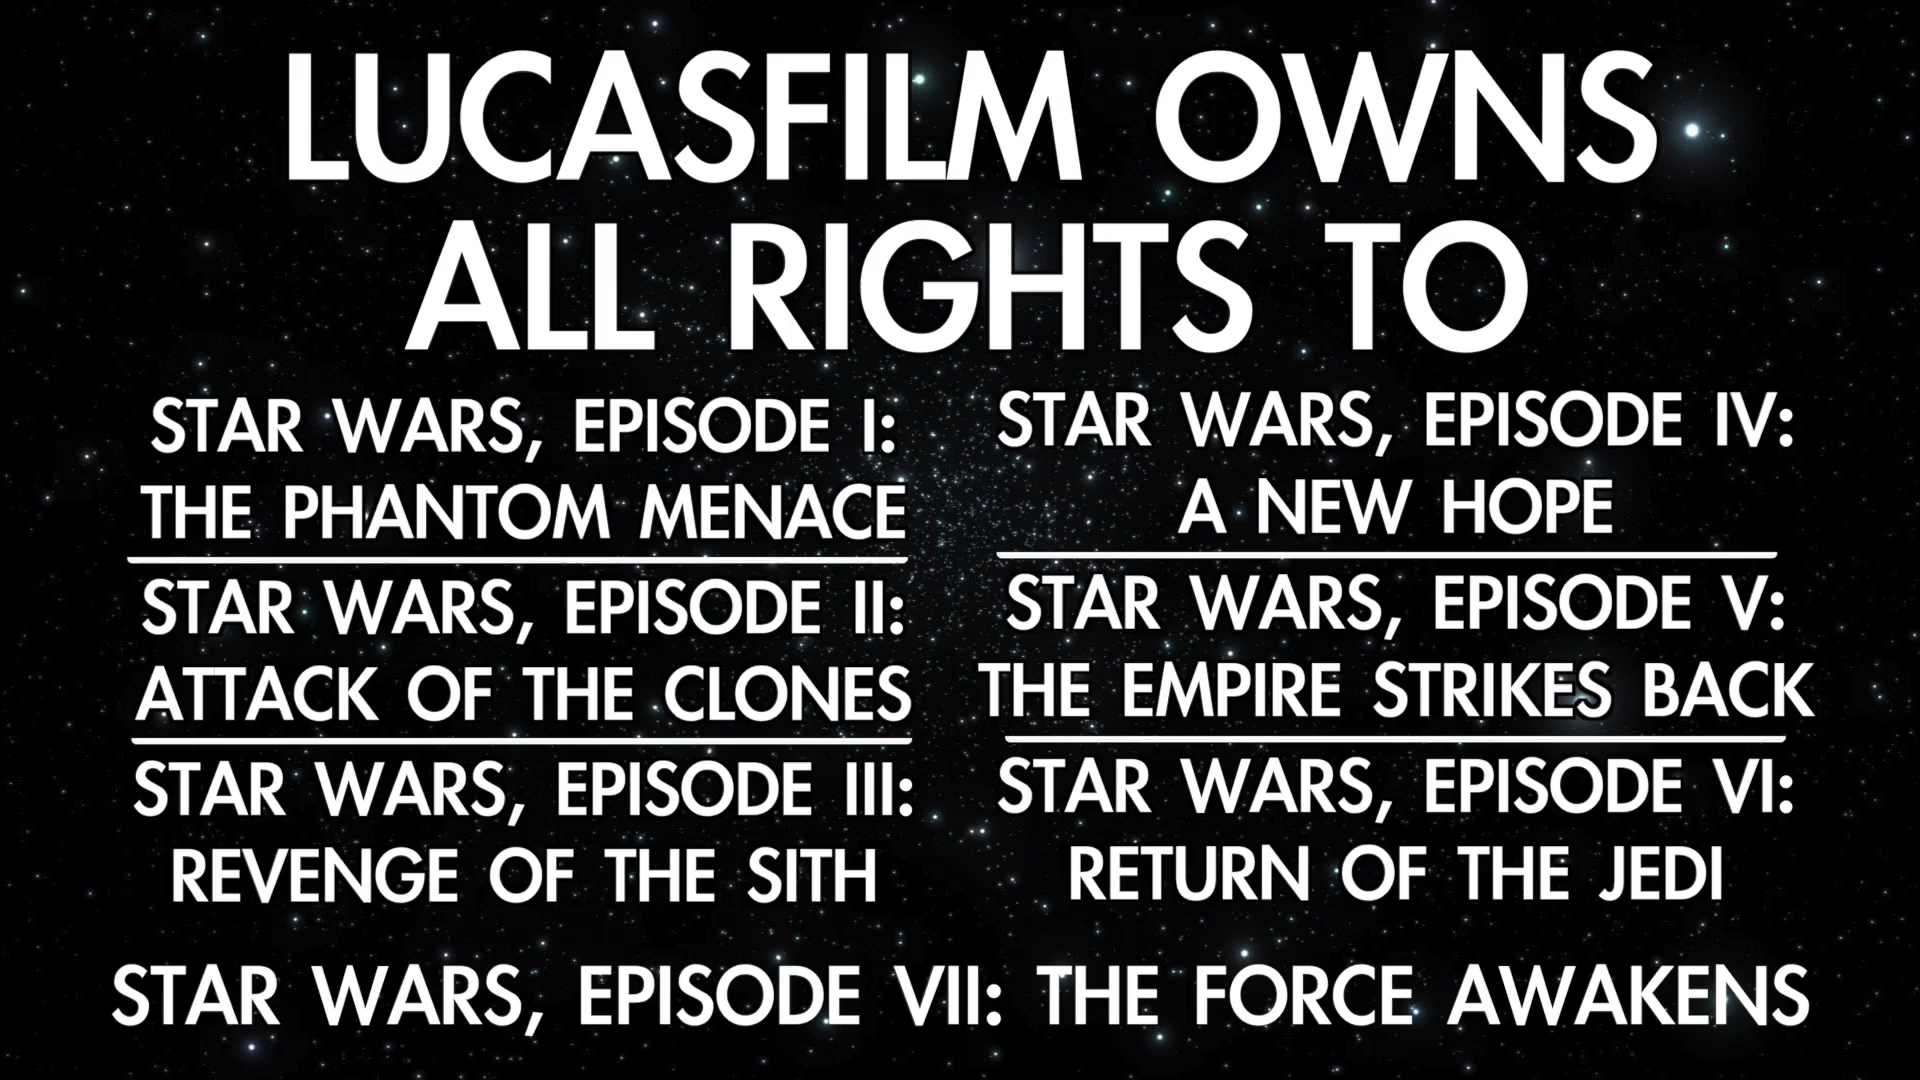 LUCASFILM OWNS
ALL RIGHTS TO
STAR WARS, EPISODE I:
THE PHANTOM MENACE
STAR WARS, EPISODE II:
ATTACK OF THE CLONES
STAR WARS, EPISODE III:
REVENGE OF THE SITH
STAR WARS, EPISODE IV:
A NEW HOPE
STAR WARS, EPISODE V:
THE EMPIRE STRIKES BACK
STAR WARS, EPISODE VI:
RETURN OF THE JEDI
STAR WARS, EPISODE VII: THE FORCE AWAKENS